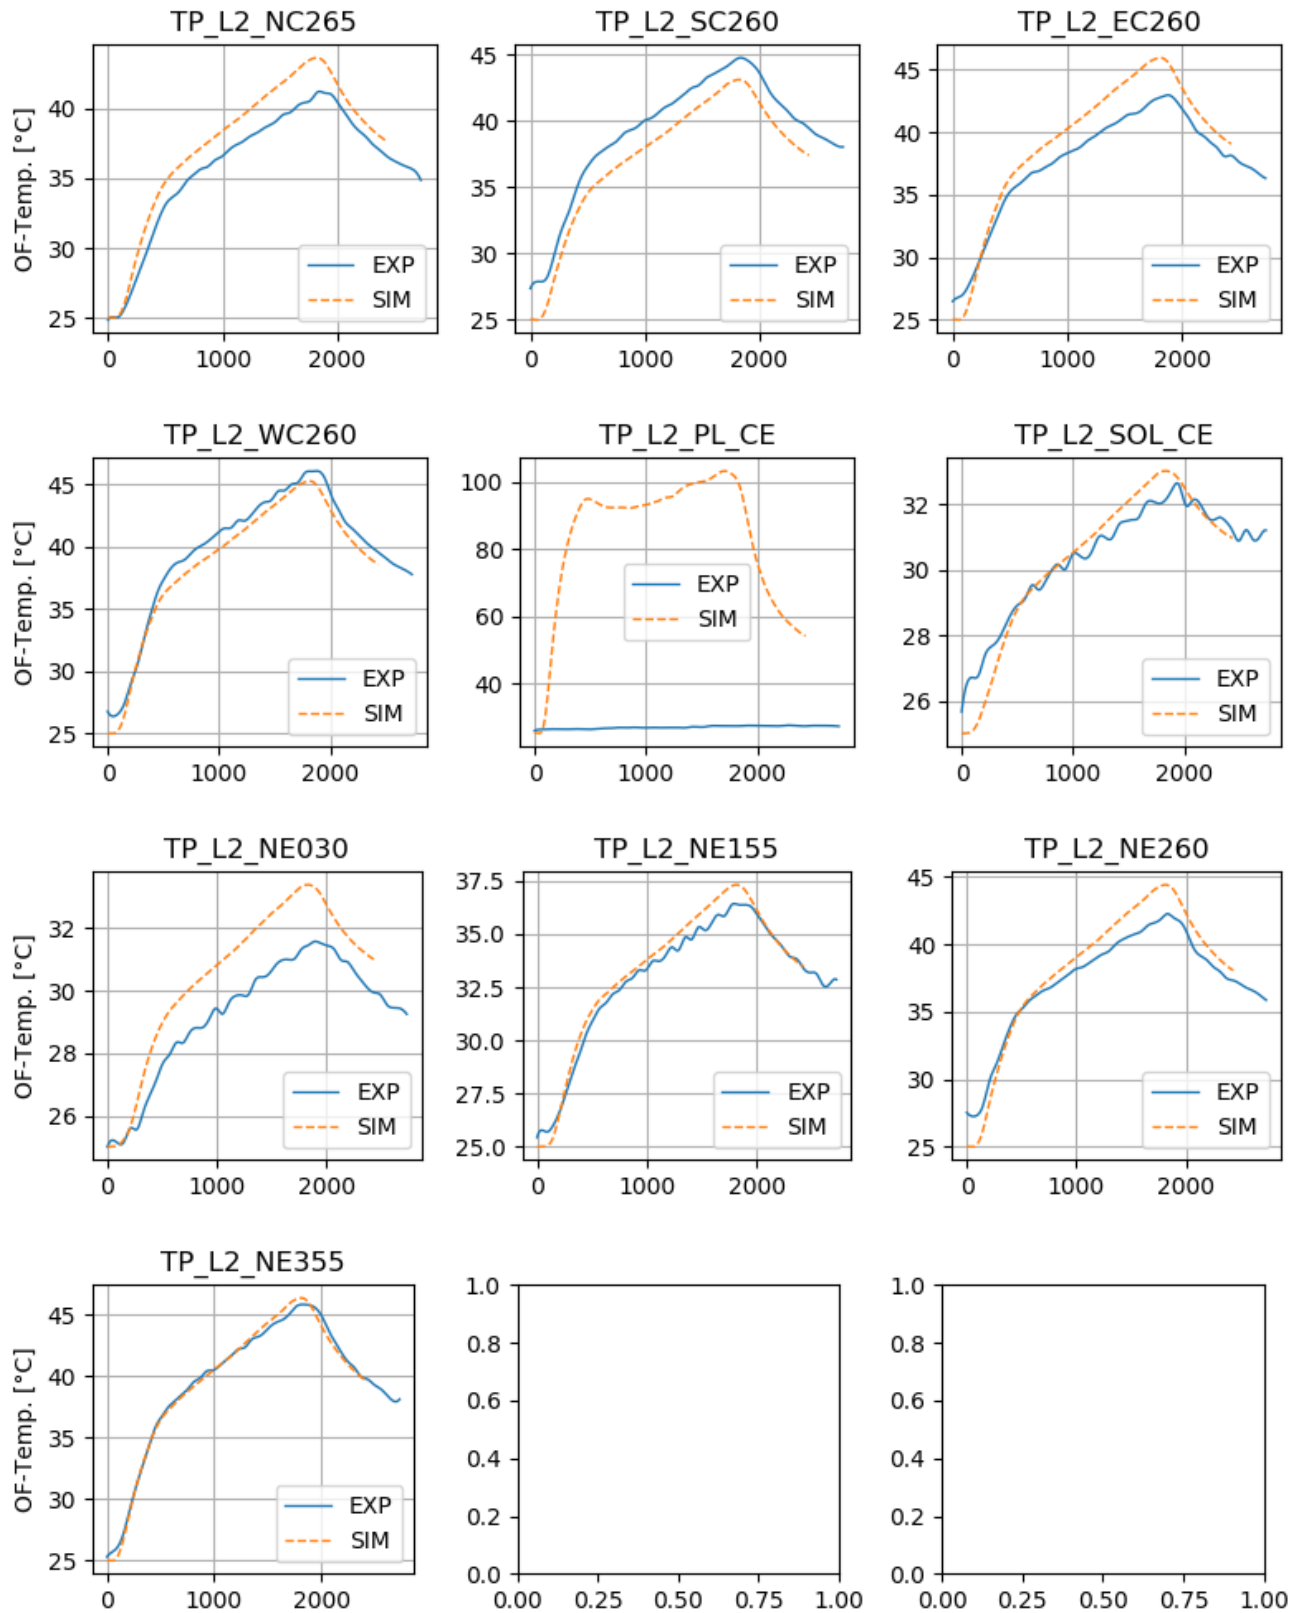 TP_L2_NC265
TP_L2_SC260
TP_L2_EC260
OF-Temp. [°C]
40
35
30
25
0
1000
2000
EXP
SIM
45
40
35
30
25
0
1000
2000
EXP
SIM
45
40
35
30
25
0
1000
2000
EXP
SIM
TP_L2_WC260
TP_L2_PL_CE
TP_L2_SOL_CE
OF-Temp. [°C]
45
40
35
30
25
0
1000
2000
EXP
SIM
100
80
60
40
0
1000
2000
EXP
SIM
32
30
28
26
0
1000
2000
EXP
SIM
TP_L2_NE030
TP_L2_NE155
TP_L2_NE260
OF-Temp. [°C]
32
30
28
26
0
1000
2000
EXP
SIM
37.5
35.0
32.5
30.0
27.5
25.0
0
1000
2000
EXP
SIM
45
40
35
30
25
0
1000
2000
EXP
SIM
TP_L2_NE355
OF-Temp. [°C]
45
40
35
30
25
0
1000
2000
EXP
SIM
1.0
0.8
0.6
0.4
0.2
0.0
0.00
0.25
0.50
0.75
1.00
1.0
0.8
0.6
0.4
0.2
0.0
0.00
0.25
0.50
0.75
1.00